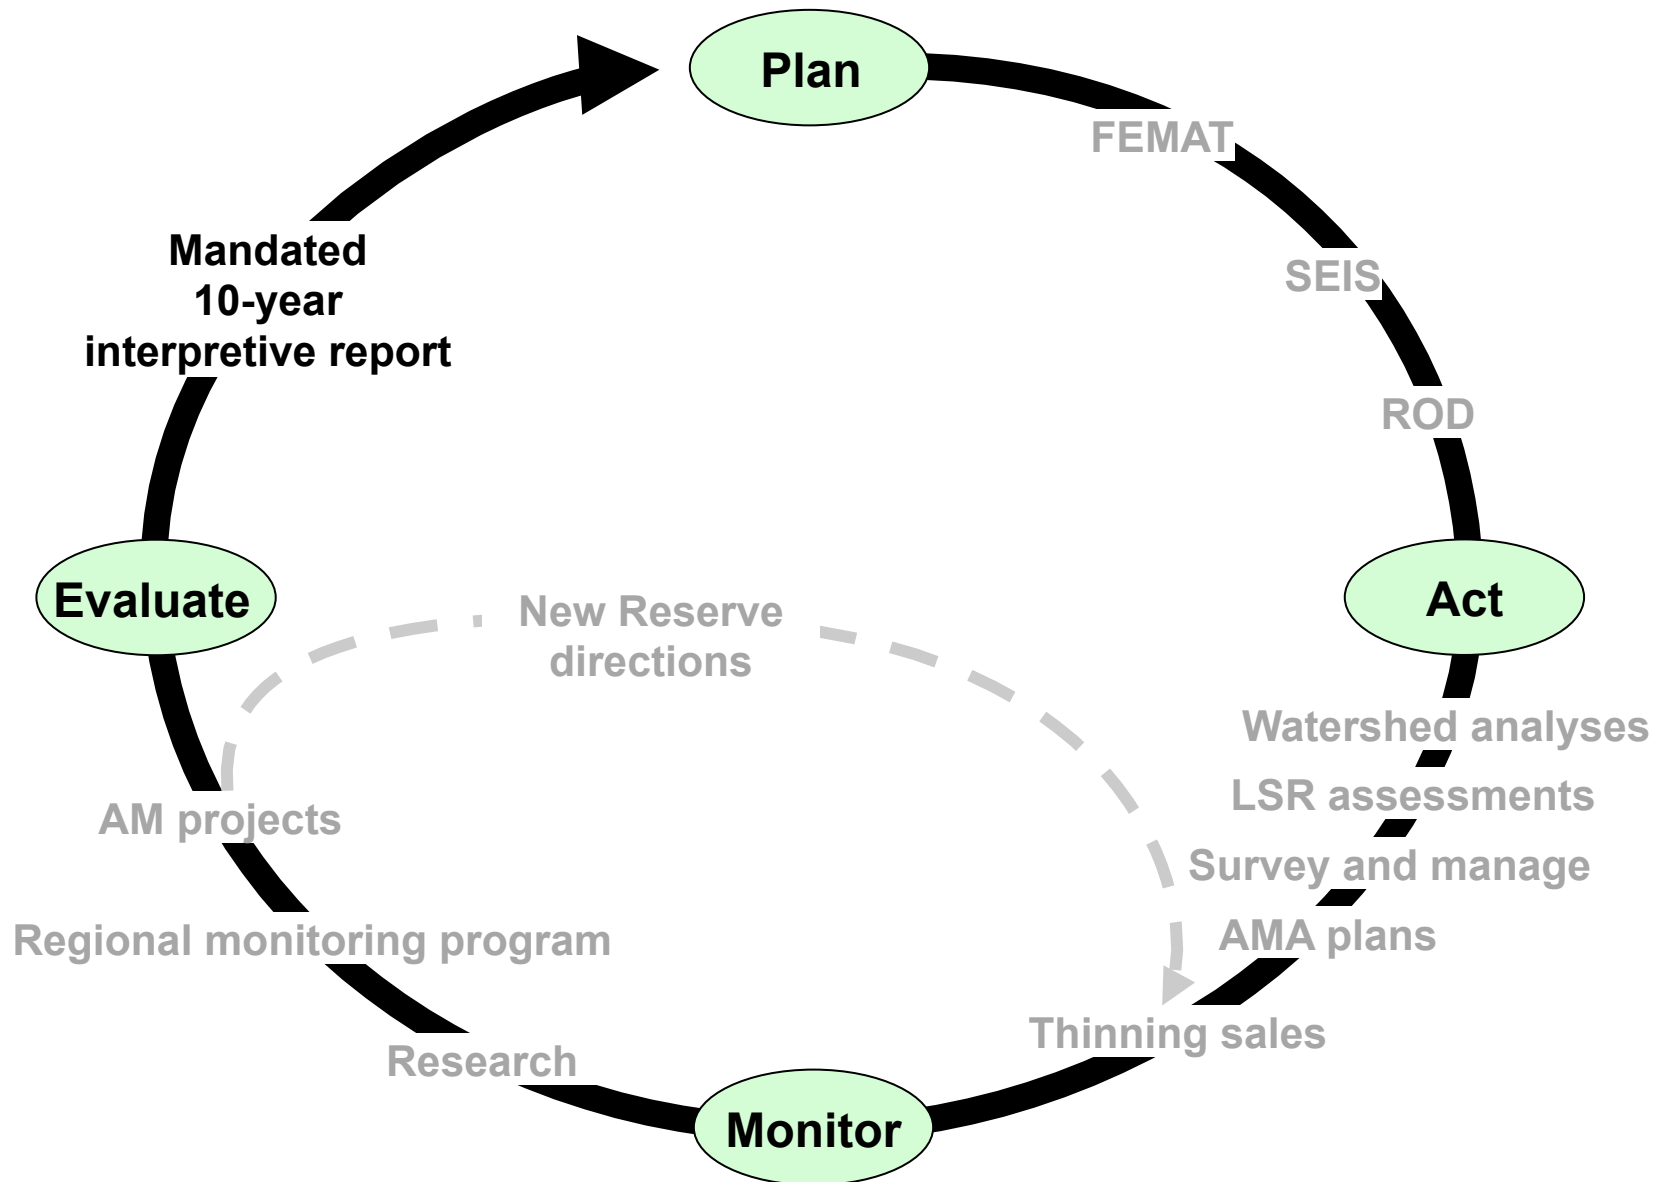 Plan
FEMAT
SEIS
ROD
Act
Watershed analyses
LSR assessments
Survey and manage
AMA plans
Thinning sales
Monitor
Research
Regional monitoring program
AM projects
New Reserve
directions
Evaluate
Mandated
10-year
interpretive report